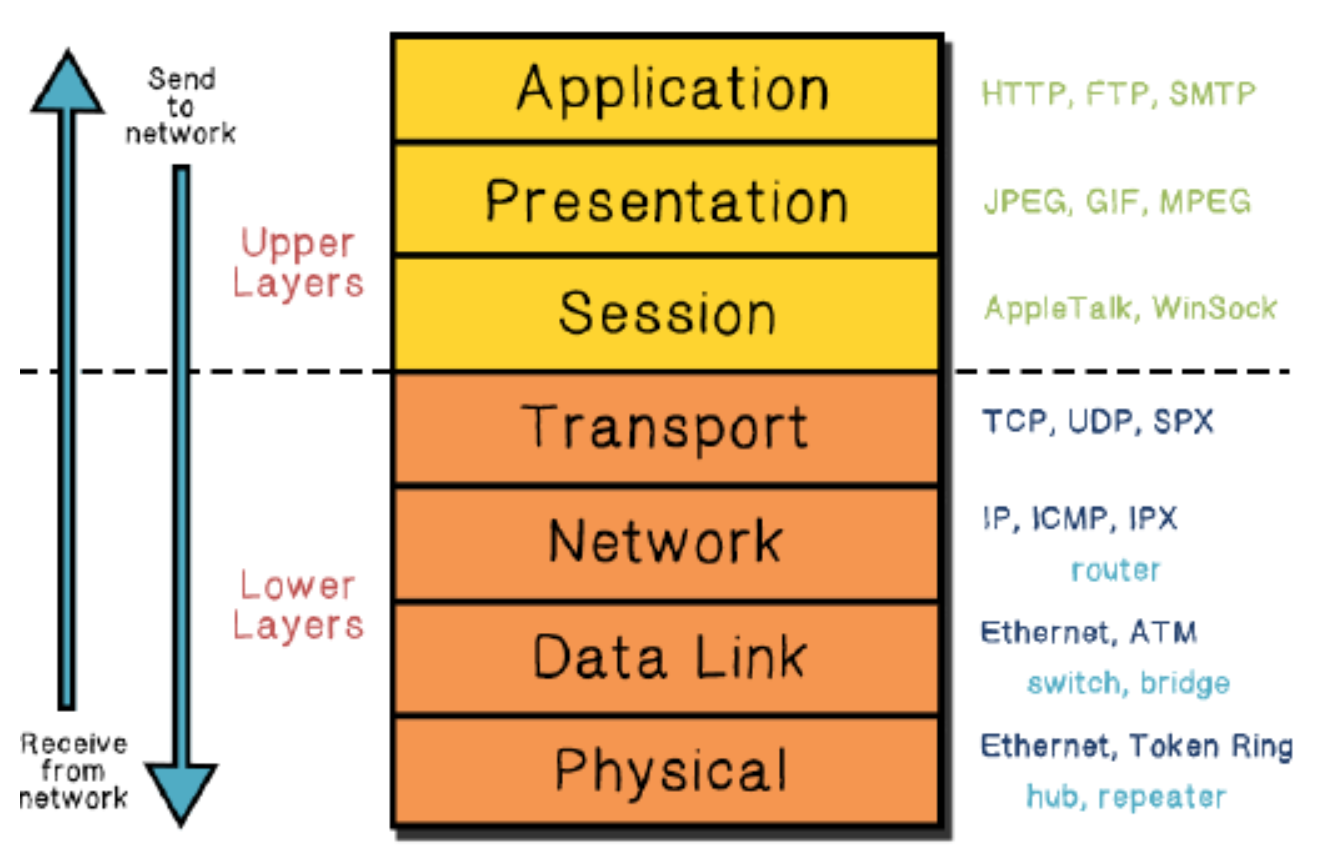 Send
to
network
Receive
from
network
Upper
Layers
Lower
Layers
Application
HTTP, FTP, SMTP
Presentation
JPEG, GIF, MPEG
Session
AppleTalk, WinSock
Transport
TCP, UDP, SPX
Network
IP, ICMP, IPX
router
Data Link
Ethernet, ATM
switch, bridge
Physical
Ethernet, Token Ring
hub, repeater